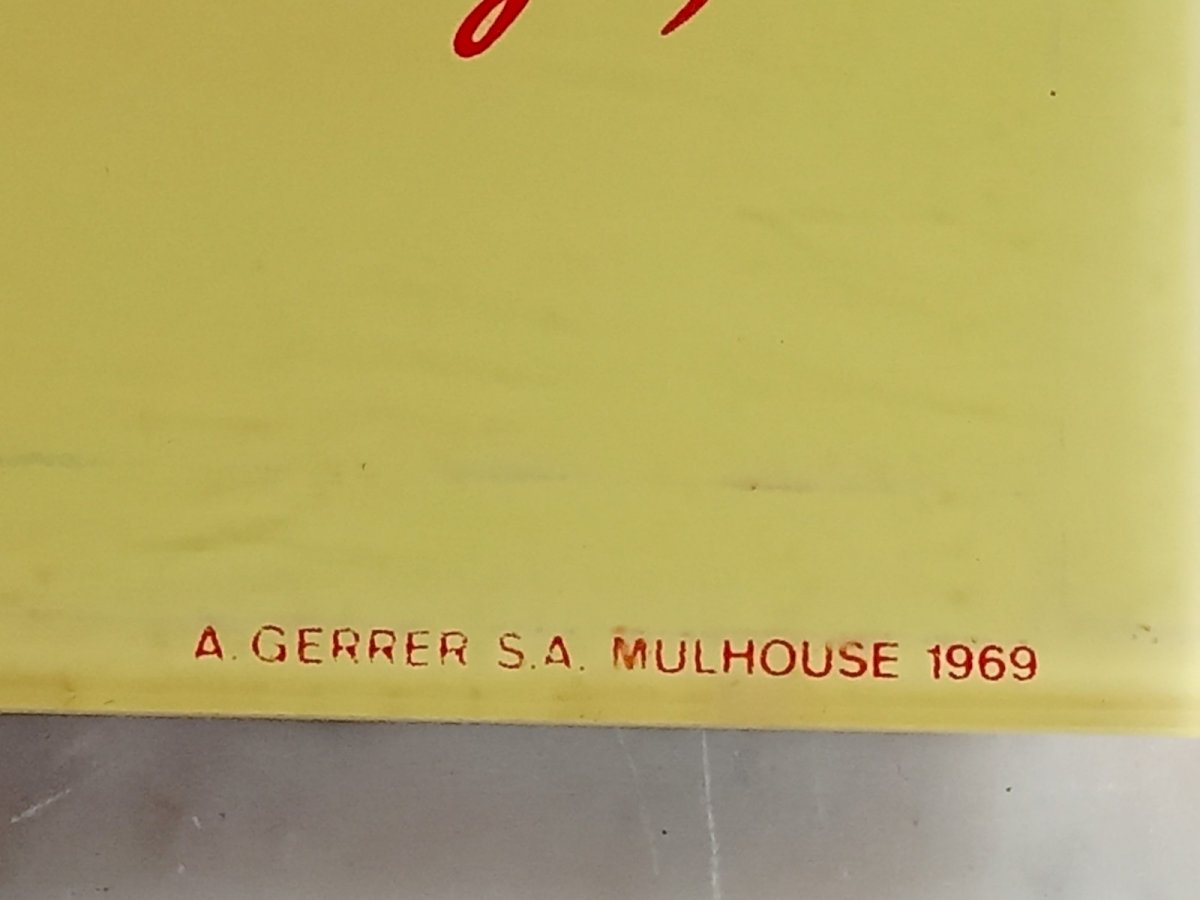 A. GERRER S.A. MULHOUSE 1969